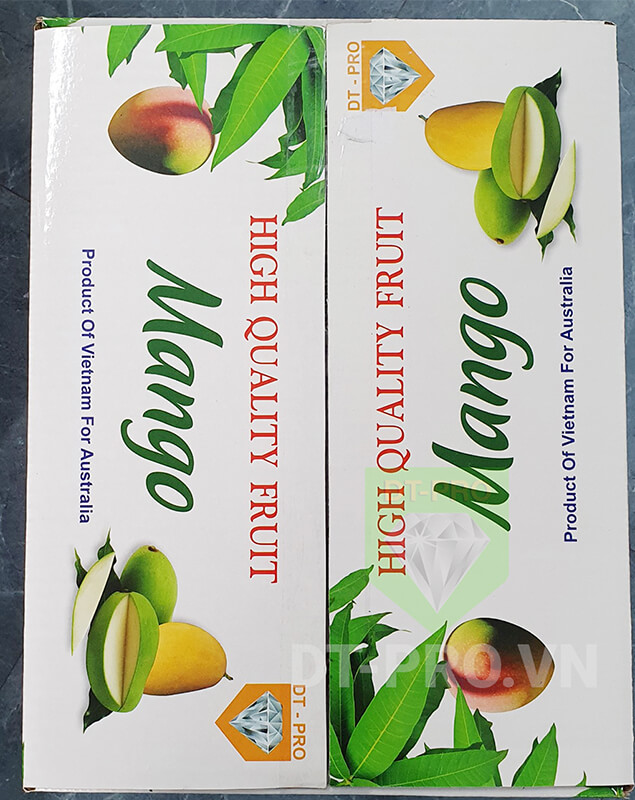 HIGH QUALITY FRUIT
Mango
Product Of Vietnam For Australia
DT - PRO
DT - PRO
HIGH QUALITY FRUIT
Mango
Product Of Vietnam For Australia
DT-PRO
DT-PRO.VN